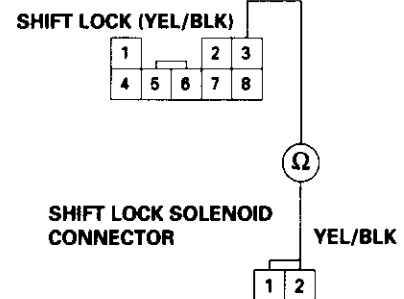 SHIFT LOCK (YEL/BLK)
1 2 3
4 5 6 7 8
Ω
SHIFT LOCK SOLENOID
CONNECTOR
YEL/BLK
1 2